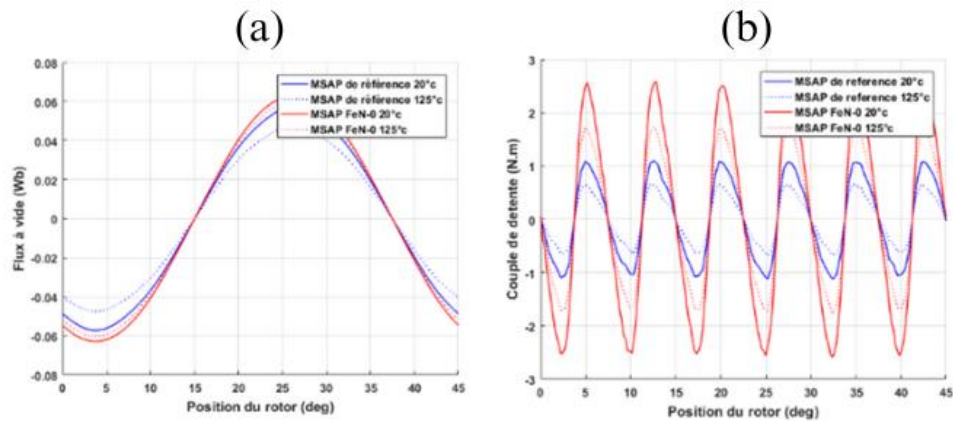 (a)
(b)
0.08
0.06
0.04
0.02
0
-0.02
-0.04
-0.06
-0.08
Flux à vide (Wb)
MSAP de référence 20°c
MSAP de référence 125°c
MSAP FeN-0 20°c
MSAP FeN-0 125°c
0 5 10 15 20 25 30 35 40 45
Position du rotor (deg)
3
2
1
0
-1
-2
-3
Couple de detente (N.m)
MSAP de reference 20°c
MSAP de reference 125°c
MSAP FeN-0 20°c
MSAP FeN-0 125°c
0 5 10 15 20 25 30 35 40 45
Position du rotor (deg)